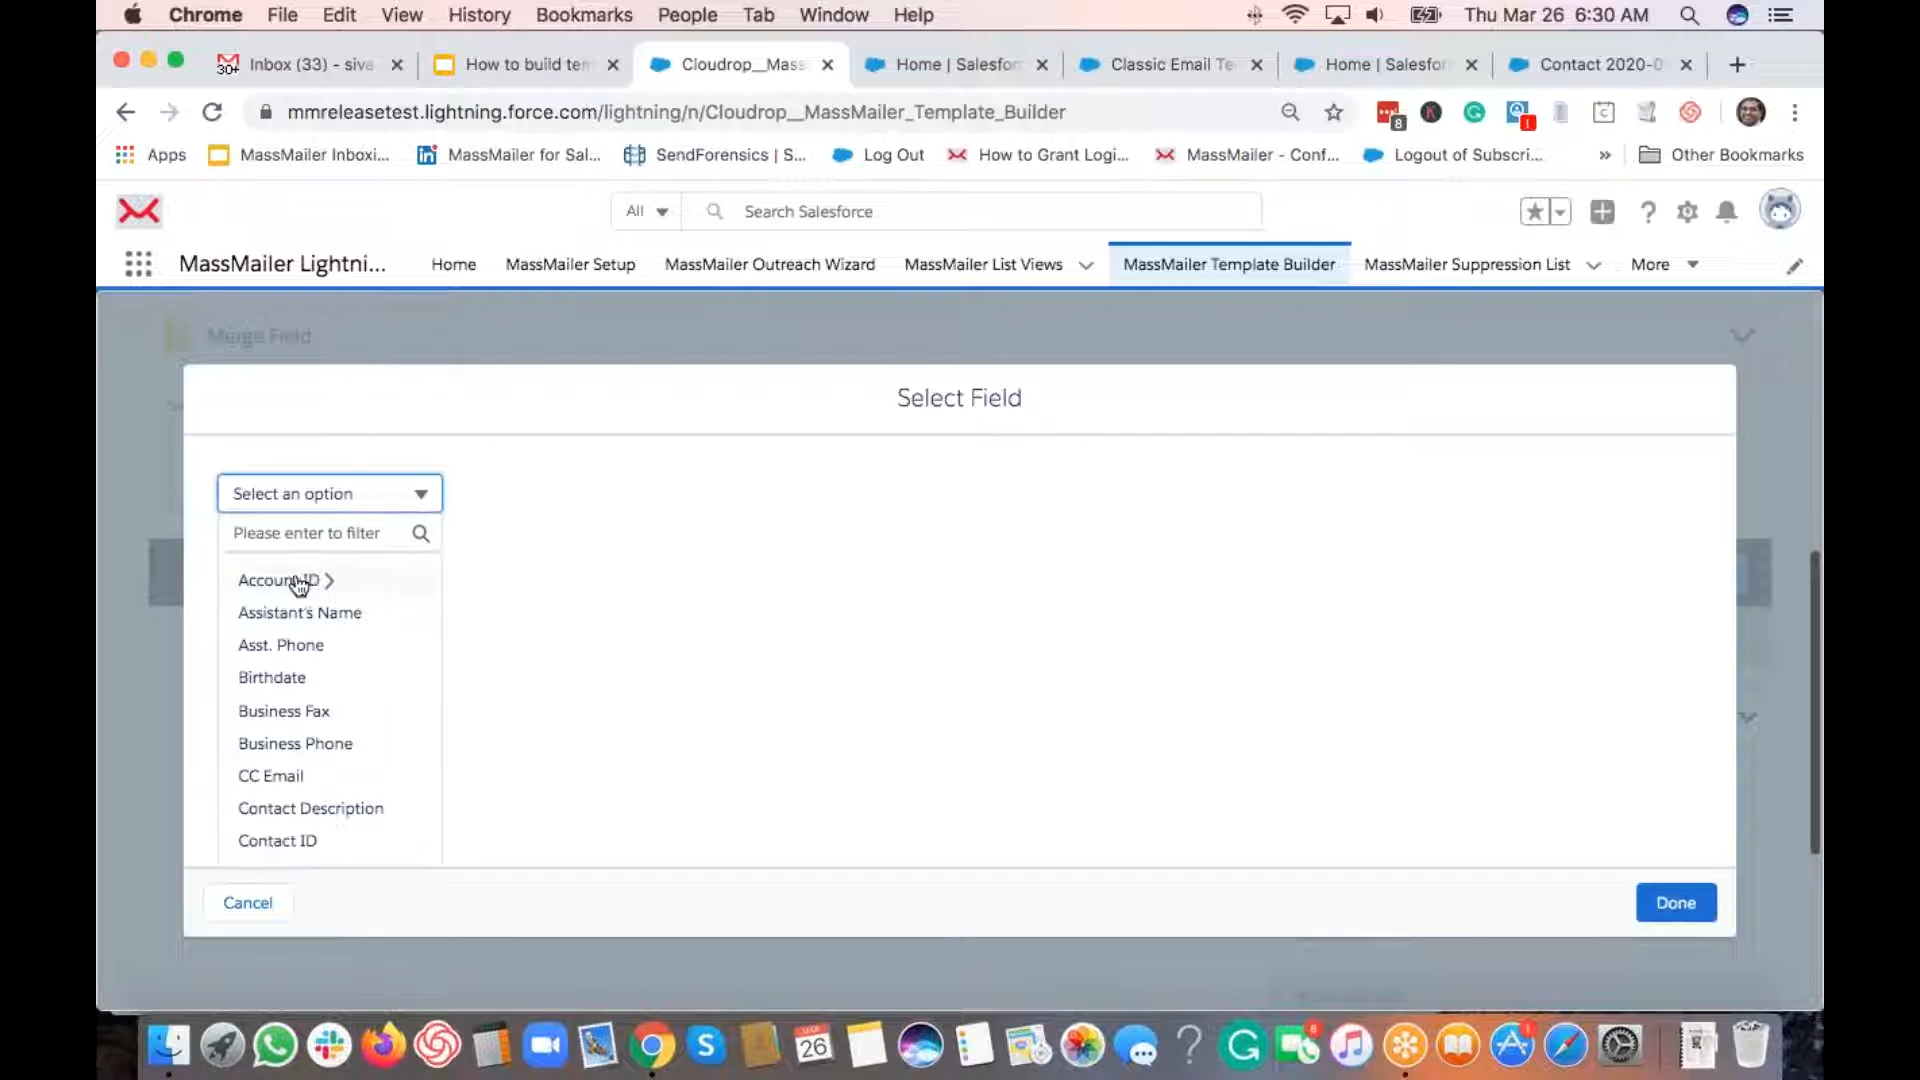 Chrome File Edit View History Bookmarks People Tab Window Help Thu Mar 26 6:30 AM
30+ Inbox (33) - siva How to build ten Cloudrop__Mass Home | Salesfor Classic Email Te Home | Salesfor Contact 2020-0
mmreleasetest.lightning.force.com/lightning/n/Cloudrop__MassMailer_Template_Builder 8 1
Apps MassMailer Inboxi... MassMailer for Sal... SendForensics | S... Log Out How to Grant Logi... MassMailer - Conf... Logout of Subscri... » Other Bookmarks
All Search Salesforce
MassMailer Lightni... Home MassMailer Setup MassMailer Outreach Wizard MassMailer List Views MassMailer Template Builder MassMailer Suppression List More
Merge Field
Select Field
Select an option
Please enter to filter
Account ID
Assistant's Name
Asst. Phone
Birthdate
Business Fax
Business Phone
CC Email
Contact Description
Contact ID
Cancel Done
MAR 26